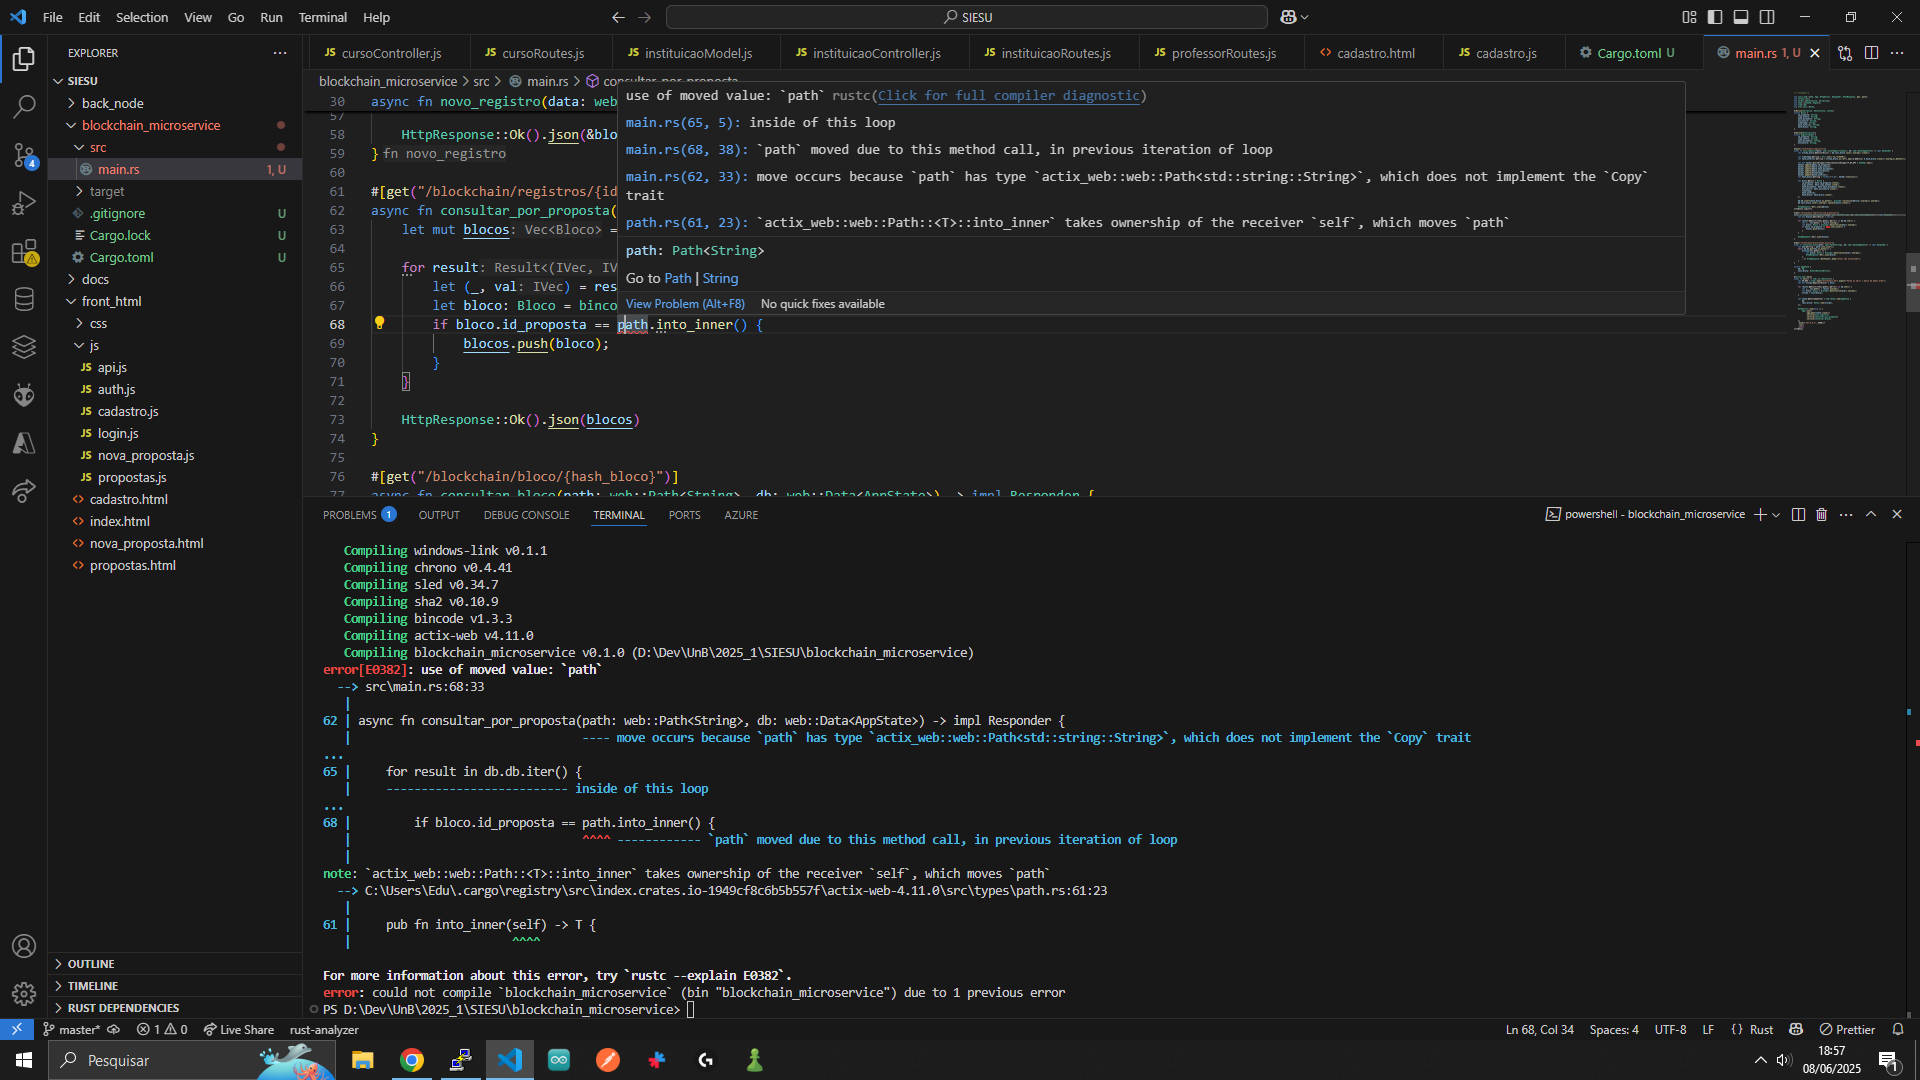 File Edit Selection View Go Run Terminal Help
SIESU
EXPLORER
cursoController.js
cursoRoutes.js
instituicaoModel.js
instituicaoController.js
instituicaoRoutes.js
professorRoutes.js
cadastro.html
cadastro.js
Cargo.toml U
main.rs 1, U
SIESU
back_node
blockchain_microservice
src
main.rs 1, U
target
.gitignore U
Cargo.lock U
Cargo.toml U
docs
front_html
css
js
JS api.js
JS auth.js
JS cadastro.js
JS login.js
JS nova_proposta.js
JS propostas.js
cadastro.html
index.html
nova_proposta.html
propostas.html
OUTLINE
TIMELINE
RUST DEPENDENCIES
blockchain_microservice > src > main.rs > consultar_por_proposta
30 async fn novo_registro(data: web
57
58 HttpResponse::Ok().json(&blo
59 } fn novo_registro
60
61 #[get("/blockchain/registros/{id
62 async fn consultar_por_proposta(
63 let mut blocos: Vec<Bloco> =
64
65 for result: Result<(IVec, IV
66 let (_, val: IVec) = res
67 let bloco: Bloco = binco
68 if bloco.id_proposta == path.into_inner() {
69 blocos.push(bloco);
70 }
71 }
72
73 HttpResponse::Ok().json(blocos)
74 }
75
76 #[get("/blockchain/bloco/{hash_bloco}")]
77 async fn consultar_bloco(path: web::Path<String>, db: web::Data<AppState>) -> impl Responder {
use of moved value: `path` rustc(Click for full compiler diagnostic)
main.rs(65, 5): inside of this loop
main.rs(68, 38): `path` moved due to this method call, in previous iteration of loop
main.rs(62, 33): move occurs because `path` has type `actix_web::web::Path<std::string::String>`, which does not implement the `Copy`
trait
path.rs(61, 23): `actix_web::web::Path::<T>::into_inner` takes ownership of the receiver `self`, which moves `path`
path: Path<String>
Go to Path | String
View Problem (Alt+F8) No quick fixes available
PROBLEMS 1 OUTPUT DEBUG CONSOLE TERMINAL PORTS AZURE
powershell - blockchain_microservice
Compiling windows-link v0.1.1
Compiling chrono v0.4.41
Compiling sled v0.34.7
Compiling sha2 v0.10.9
Compiling bincode v1.3.3
Compiling actix-web v4.11.0
Compiling blockchain_microservice v0.1.0 (D:\Dev\UnB\2025_1\SIESU\blockchain_microservice)
error[E0382]: use of moved value: `path`
--> src\main.rs:68:33
|
62 | async fn consultar_por_proposta(path: web::Path<String>, db: web::Data<AppState>) -> impl Responder {
| ---- move occurs because `path` has type `actix_web::web::Path<std::string::String>`, which does not implement the `Copy` trait
...
65 | for result in db.db.iter() {
| -------------------------- inside of this loop
...
68 | if bloco.id_proposta == path.into_inner() {
| ^^^^ ------------ `path` moved due to this method call, in previous iteration of loop
|
note: `actix_web::web::Path::<T>::into_inner` takes ownership of the receiver `self`, which moves `path`
--> C:\Users\Edu\.cargo\registry\src\index.crates.io-1949cf8c6b5b557f\actix-web-4.11.0\src\types\path.rs:61:23
|
61 | pub fn into_inner(self) -> T {
| ^^^^
For more information about this error, try `rustc --explain E0382`.
error: could not compile `blockchain_microservice` (bin "blockchain_microservice") due to 1 previous error
PS D:\Dev\UnB\2025_1\SIESU\blockchain_microservice>
4
master* 1 0 Live Share rust-analyzer
Ln 68, Col 34 Spaces: 4 UTF-8 LF {} Rust Prettier
Pesquisar
18:57
08/06/2025
1